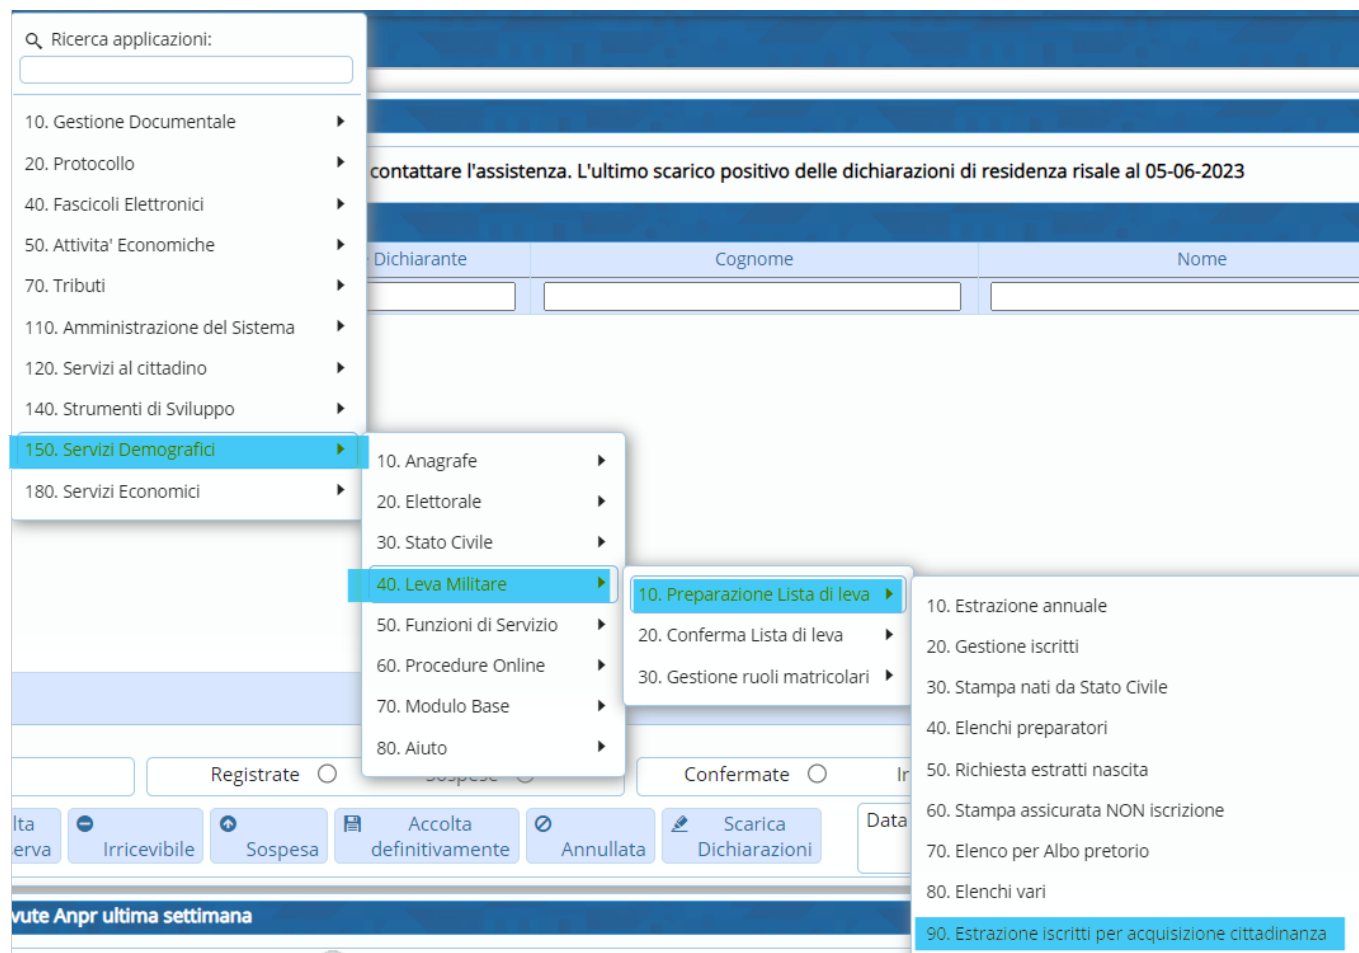 Ricerca applicazioni:
10. Gestione Documentale
20. Protocollo
40. Fascicoli Elettronici
50. Attivita' Economiche
70. Tributi
110. Amministrazione del Sistema
120. Servizi al cittadino
140. Strumenti di Sviluppo
150. Servizi Demografici
180. Servizi Economici
contattare l'assistenza. L'ultimo scarico positivo delle dichiarazioni di residenza risale al 05-06-2023
Dichiarante
Cognome
Nome
10. Anagrafe
20. Elettorale
30. Stato Civile
40. Leva Militare
50. Funzioni di Servizio
60. Procedure Online
70. Modulo Base
80. Aiuto
10. Preparazione Lista di leva
20. Conferma Lista di leva
30. Gestione ruoli matricolari
10. Estrazione annuale
20. Gestione iscritti
30. Stampa nati da Stato Civile
40. Elenchi preparatori
50. Richiesta estratti nascita
60. Stampa assicurata NON iscrizione
70. Elenco per Albo pretorio
80. Elenchi vari
90. Estrazione iscritti per acquisizione cittadinanza
Registrate
Confermate
Ir
lta
erva
Irricevibile
Sospesa
Accolta
definitivamente
Annullata
Scarica
Dichiarazioni
Data
vute Anpr ultima settimana